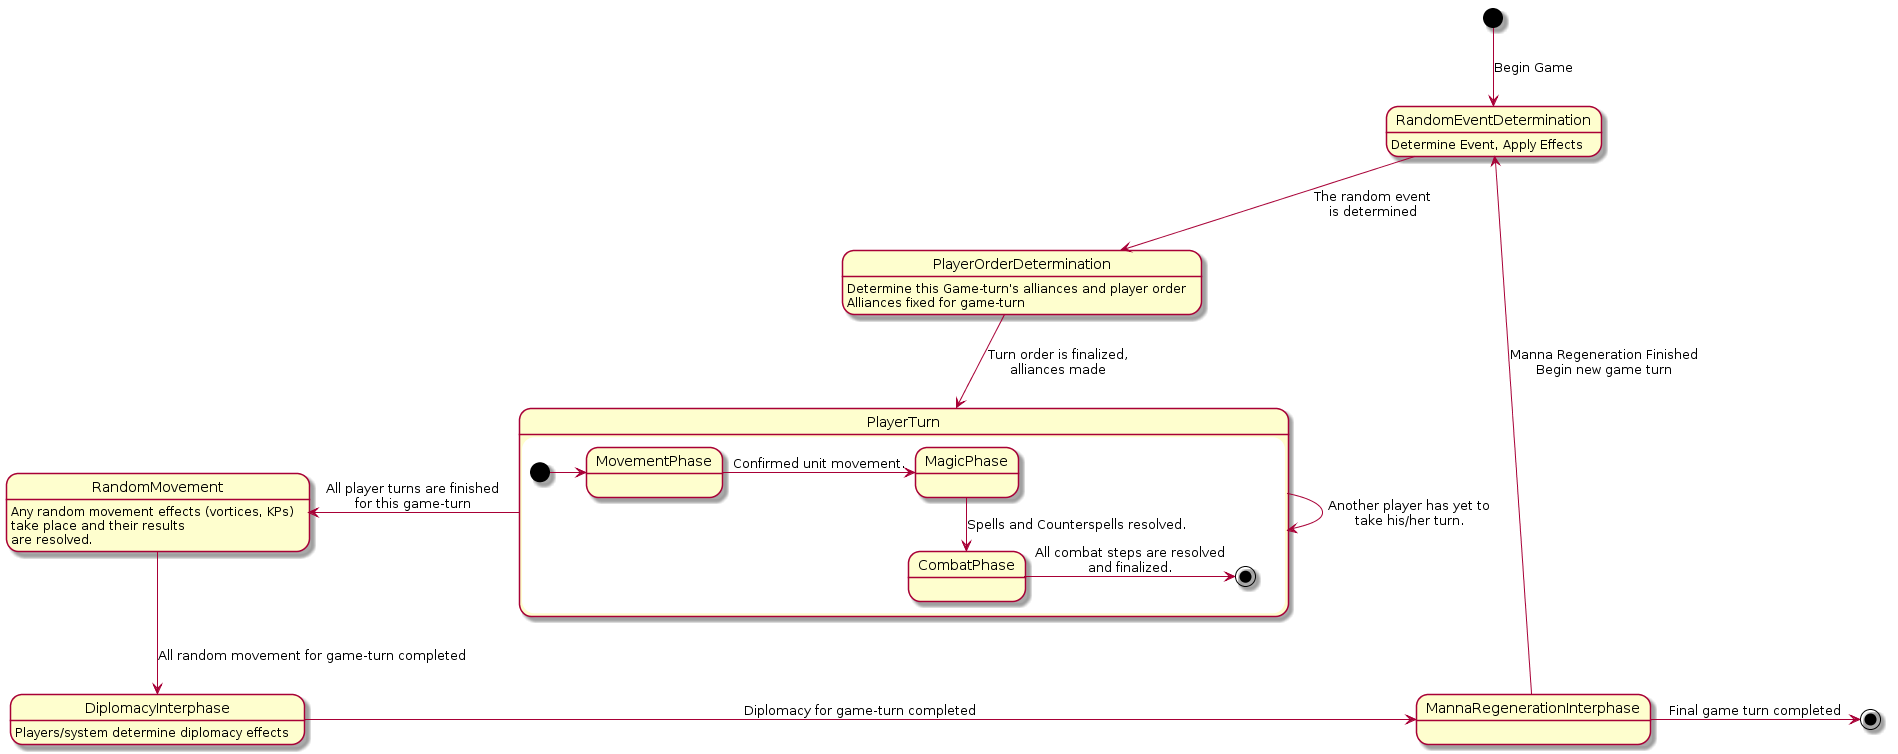 Begin Game
RandomEventDetermination
Determine Event, Apply Effects
The random event
is determined
PlayerOrderDetermination
Determine this Game-turn's alliances and player order
Alliances fixed for game-turn
Turn order is finalized,
alliances made
Manna Regeneration Finished
Begin new game turn
PlayerTurn
MovementPhase
Confirmed unit movement.
MagicPhase
Spells and Counterspells resolved.
CombatPhase
All combat steps are resolved
and finalized.
Another player has yet to
take his/her turn.
All player turns are finished
for this game-turn
RandomMovement
Any random movement effects (vortices, KPs)
take place and their results
are resolved.
All random movement for game-turn completed
DiplomacyInterphase
Players/system determine diplomacy effects
Diplomacy for game-turn completed
MannaRegenerationInterphase
Final game turn completed